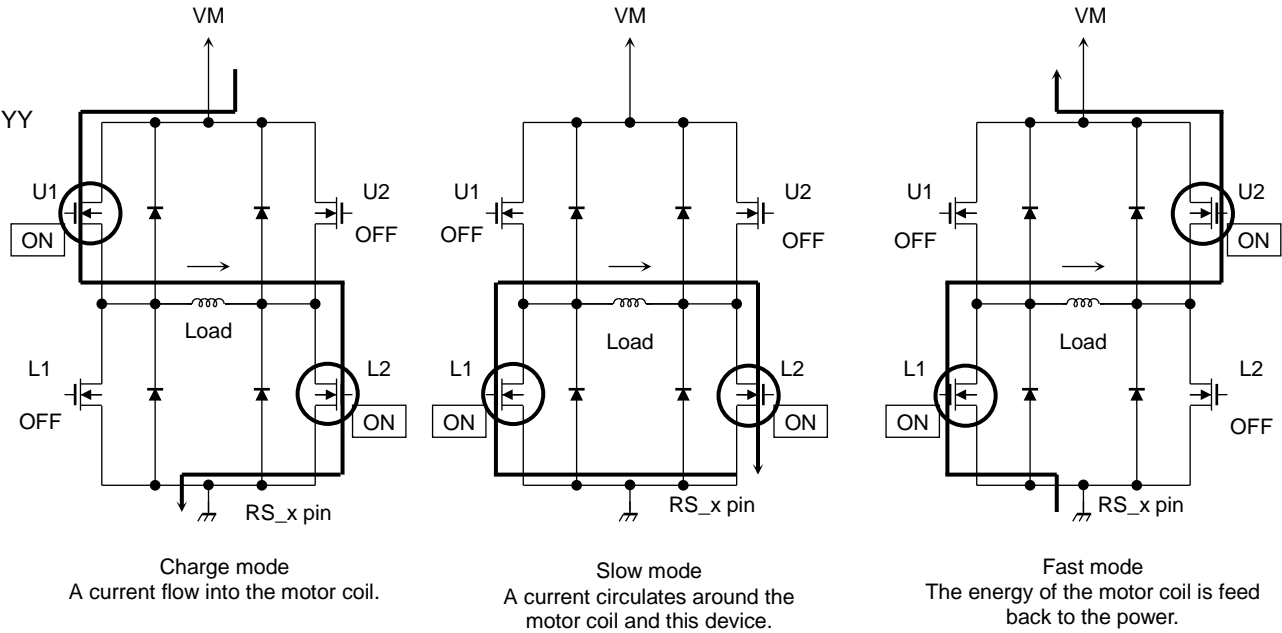 VM
YY
U1
ON
U2
OFF
Load
L1
OFF
L2
ON
RS_x pin
Charge mode
A current flow into the motor coil.
VM
U1
OFF
U2
OFF
Load
L1
ON
L2
ON
RS_x pin
Slow mode
A current circulates around the
motor coil and this device.
VM
U1
OFF
U2
ON
Load
L1
ON
L2
OFF
RS_x pin
Fast mode
The energy of the motor coil is feed
back to the power.